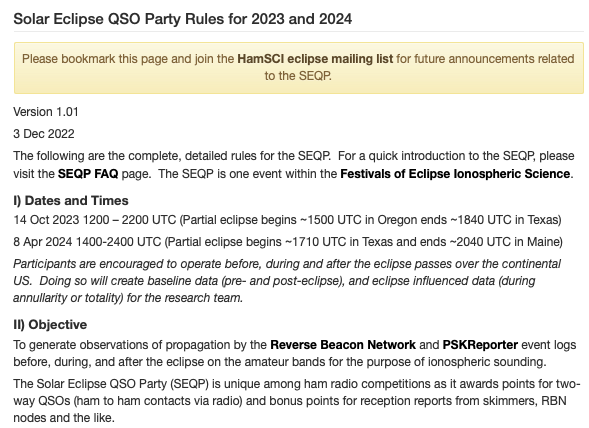 Solar Eclipse QSO Party Rules for 2023 and 2024
Please bookmark this page and join the HamSCI eclipse mailing list for future announcements related
to the SEQP.
Version 1.01
3 Dec 2022
The following are the complete, detailed rules for the SEQP.  For a quick introduction to the SEQP, please
visit the SEQP FAQ page.  The SEQP is one event within the Festivals of Eclipse Ionospheric Science.
I) Dates and Times
14 Oct 2023 1200 – 2200 UTC (Partial eclipse begins ~1500 UTC in Oregon ends ~1840 UTC in Texas)
8 Apr 2024 1400-2400 UTC (Partial eclipse begins ~1710 UTC in Texas and ends ~2040 UTC in Maine)
Participants are encouraged to operate before, during and after the eclipse passes over the continental
US.  Doing so will create baseline data (pre- and post-eclipse), and eclipse influenced data (during
annularity or totality) for the research team.
II) Objective
To generate observations of propagation by the Reverse Beacon Network and PSKReporter event logs
before, during, and after the eclipse on the amateur bands for the purpose of ionospheric sounding.
The Solar Eclipse QSO Party (SEQP) is unique among ham radio competitions as it awards points for two-
way QSOs (ham to ham contacts via radio) and bonus points for reception reports from skimmers, RBN
nodes and the like.